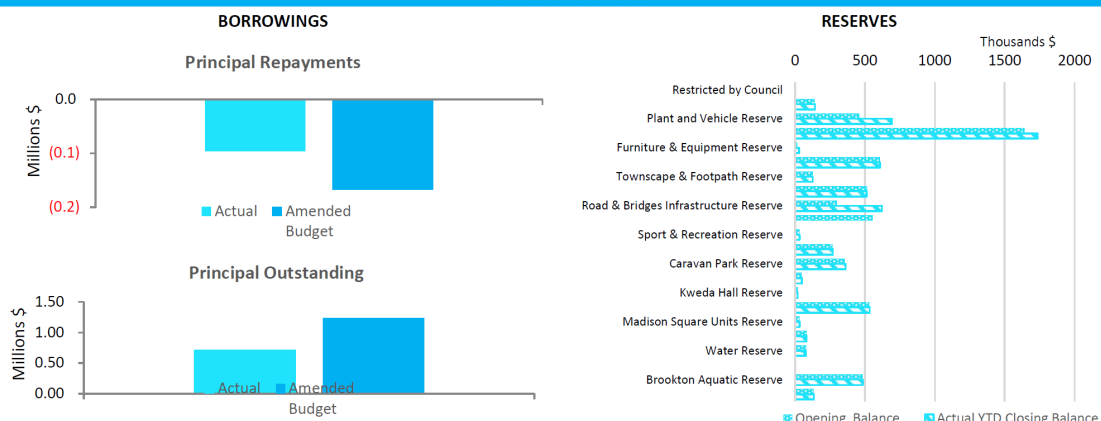 BORROWINGS
Principal Repayments
Millions $
0.0
(0.1)
(0.2)
Actual Amended
Budget
Principal Outstanding
Millions $
1.50
1.00
0.50
0.00
Actual Amended
Budget
RESERVES
Thousands $
0 500 1000 1500 2000
Restricted by Council
Plant and Vehicle Reserve
Furniture & Equipment Reserve
Townscape & Footpath Reserve
Road & Bridges Infrastructure Reserve
Sport & Recreation Reserve
Caravan Park Reserve
Kweda Hall Reserve
Madison Square Units Reserve
Water Reserve
Brookton Aquatic Reserve
Opening Balance Actual YTD Closing Balance